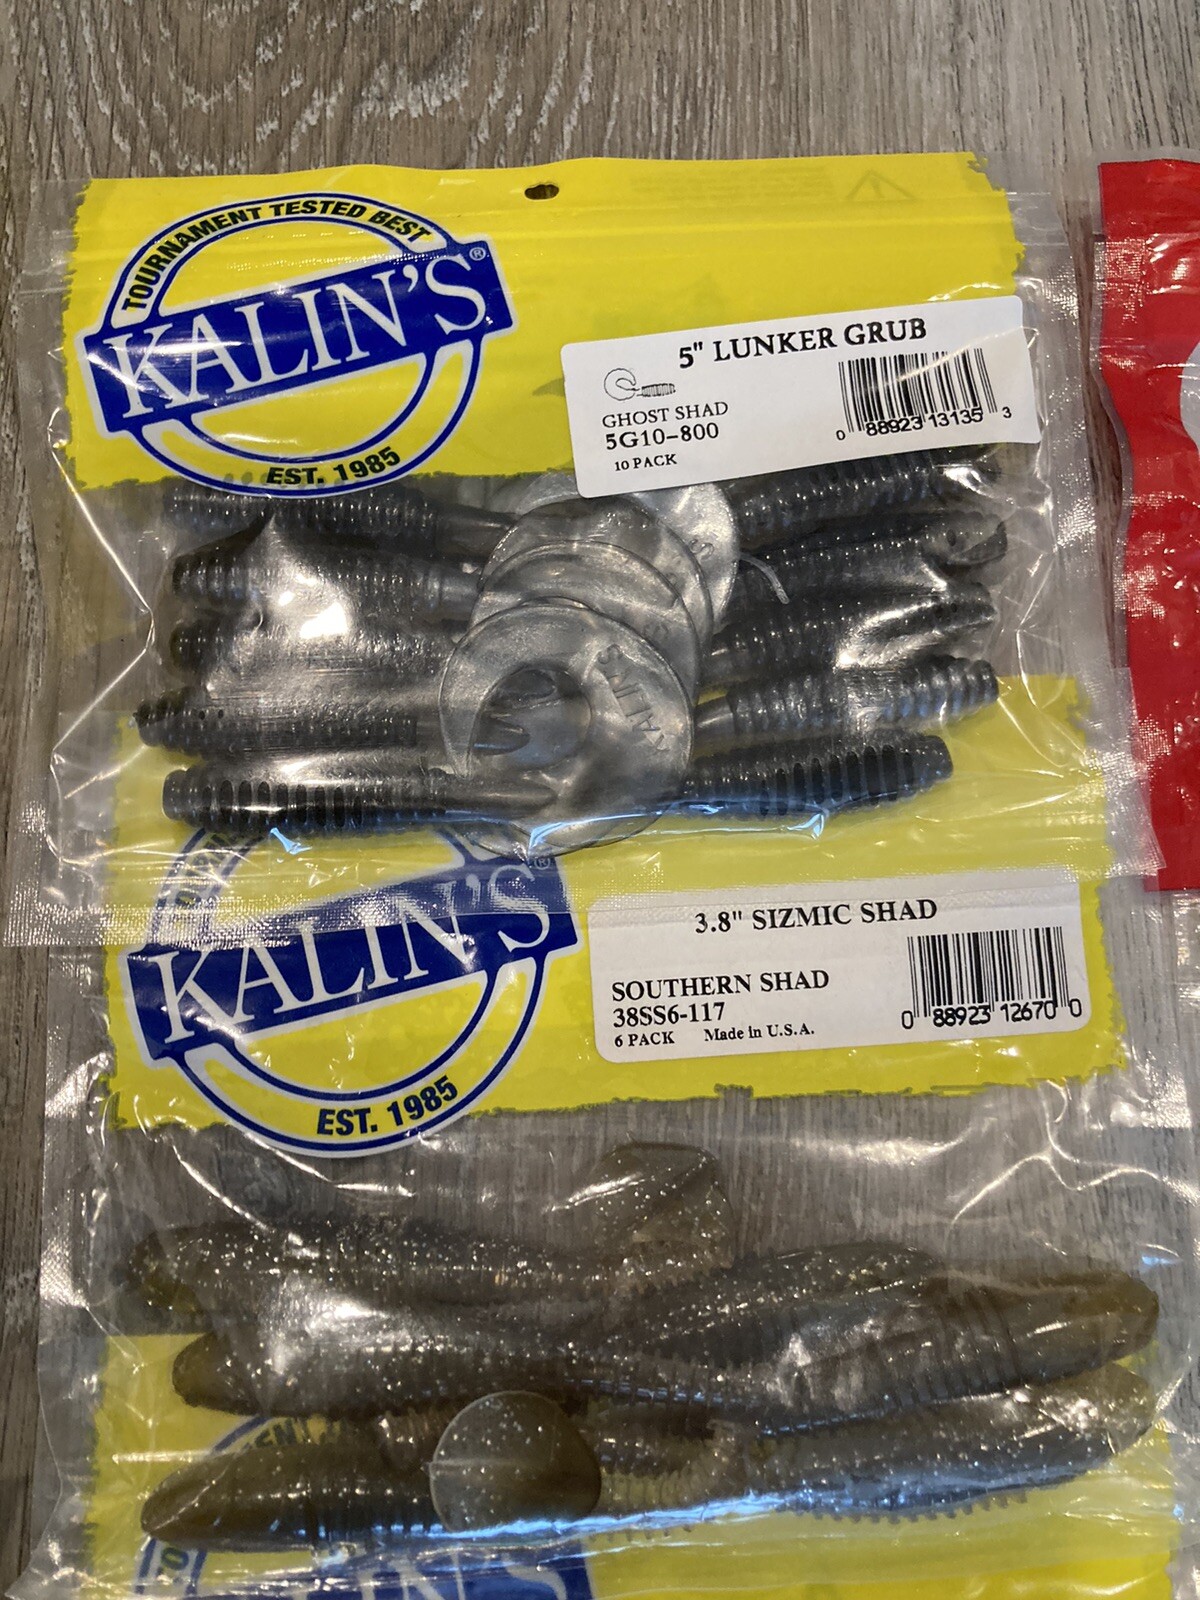 TOURNAMENT TESTED BEST
KALIN'S®
EST. 1985
5" LUNKER GRUB
GHOST SHAD
5G10-800
10 PACK
0 88923 13135 3
KALIN'S
KALIN'S®
EST. 1985
3.8" SIZMIC SHAD
SOUTHERN SHAD
38SS6-117
6 PACK Made in U.S.A.
0 88923 12670 0